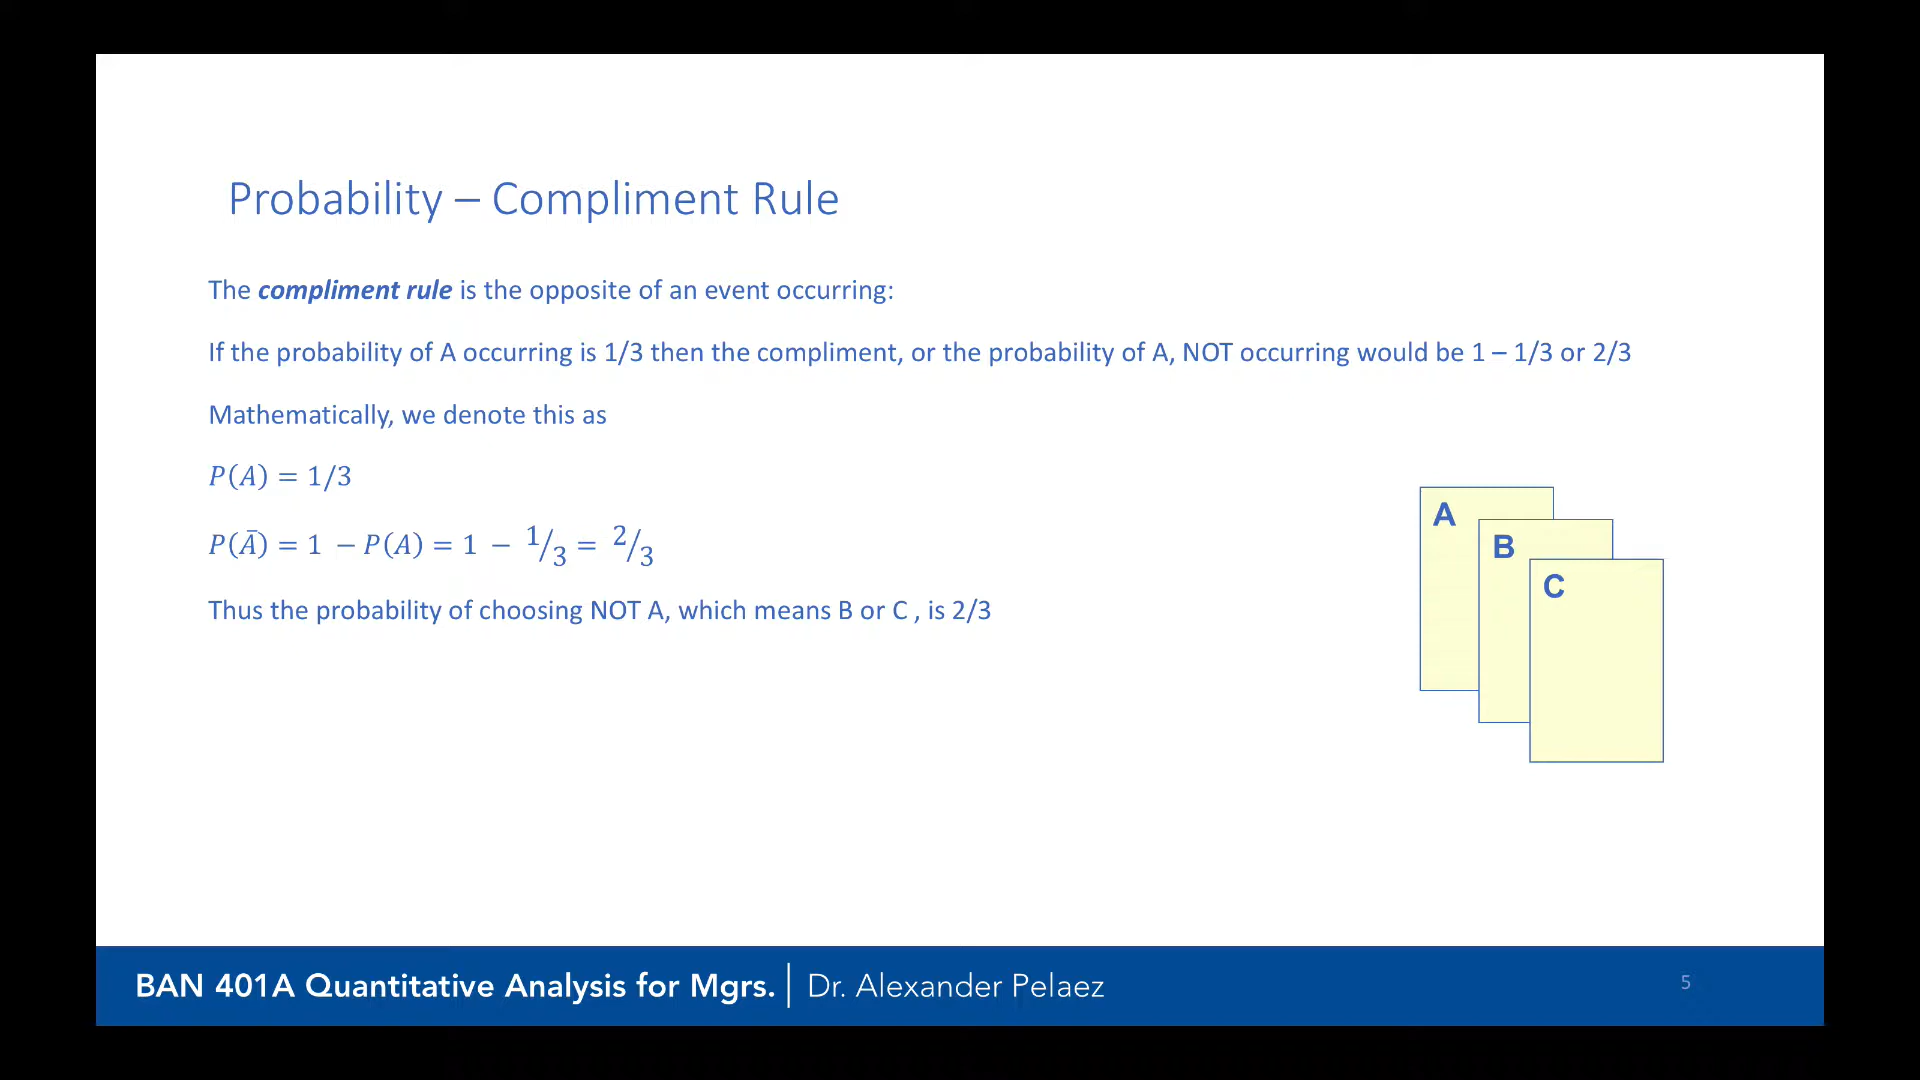 Probability – Compliment Rule
The compliment rule is the opposite of an event occurring:
If the probability of A occurring is 1/3 then the compliment, or the probability of A, NOT occurring would be 1 – 1/3 or 2/3
Mathematically, we denote this as
P(A) = 1/3
P(Ā) = 1 − P(A) = 1 − 1/3 = 2/3
Thus the probability of choosing NOT A, which means B or C , is 2/3
A
B
C
BAN 401A Quantitative Analysis for Mgrs. | Dr. Alexander Pelaez
5